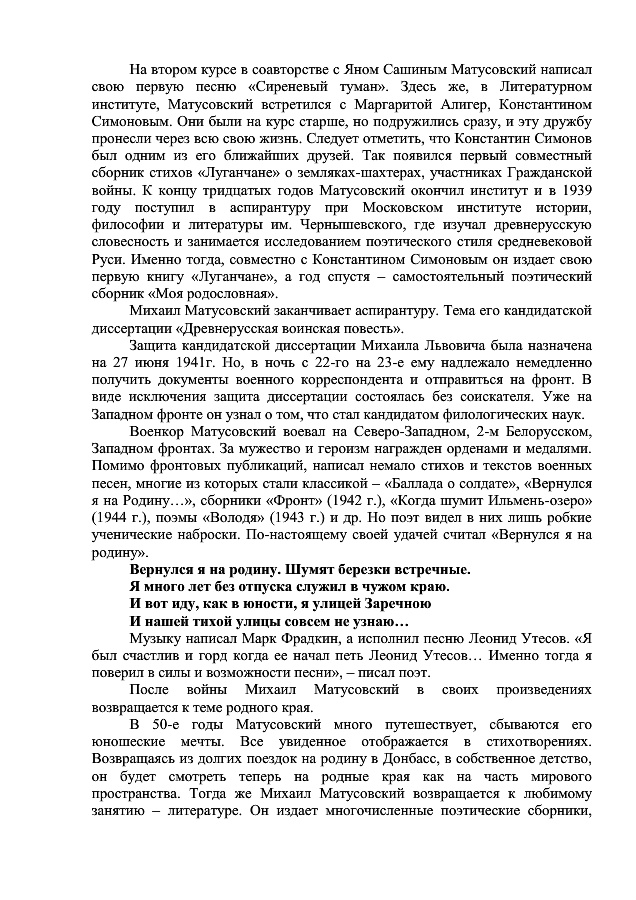 На втором курсе в соавторстве с Яном Сашиным Матусовский написал
свою первую песню «Сиреневый туман». Здесь же, в Литературном
институте, Матусовский встретился с Маргаритой Алигер, Константином
Симоновым. Они были на курс старше, но подружились сразу, и эту дружбу
пронесли через всю свою жизнь. Следует отметить, что Константин Симонов
был одним из его ближайших друзей. Так появился первый совместный
сборник стихов «Луганчане» о земляках-шахтерах, участниках Гражданской
войны. К концу тридцатых годов Матусовский окончил институт и в 1939
году поступил в аспирантуру при Московском институте истории,
философии и литературы им. Чернышевского, где изучал древнерусскую
словесность и занимается исследованием поэтического стиля средневековой
Руси. Именно тогда, совместно с Константином Симоновым он издает свою
первую книгу «Луганчане», а год спустя – самостоятельный поэтический
сборник «Моя родословная».
Михаил Матусовский заканчивает аспирантуру. Тема его кандидатской
диссертации «Древнерусская воинская повесть».
Защита кандидатской диссертации Михаила Львовича была назначена
на 27 июня 1941г. Но, в ночь с 22-го на 23-е ему надлежало немедленно
получить документы военного корреспондента и отправиться на фронт. В
виде исключения защита диссертации состоялась без соискателя. Уже на
Западном фронте он узнал о том, что стал кандидатом филологических наук.
Военкор Матусовский воевал на Северо-Западном, 2-м Белорусском,
Западном фронтах. За мужество и героизм награжден орденами и медалями.
Помимо фронтовых публикаций, написал немало стихов и текстов военных
песен, многие из которых стали классикой – «Баллада о солдате», «Вернулся
я на Родину…», сборники «Фронт» (1942 г.), «Когда шумит Ильмень-озеро»
(1944 г.), поэмы «Володя» (1943 г.) и др. Но поэт видел в них лишь робкие
ученические наброски. По-настоящему своей удачей считал «Вернулся я на
родину».
Вернулся я на родину. Шумят березки встречные.
Я много лет без отпуска служил в чужом краю.
И вот иду, как в юности, я улицей Заречною
И нашей тихой улицы совсем не узнаю…
Музыку написал Марк Фрадкин, а исполнил песню Леонид Утесов. «Я
был счастлив и горд когда ее начал петь Леонид Утесов… Именно тогда я
поверил в силы и возможности песни», – писал поэт.
После войны Михаил Матусовский в своих произведениях
возвращается к теме родного края.
В 50-е годы Матусовский много путешествует, сбываются его
юношеские мечты. Все увиденное отображается в стихотворениях.
Возвращаясь из долгих поездок на родину в Донбасс, в собственное детство,
он будет смотреть теперь на родные края как на часть мирового
пространства. Тогда же Михаил Матусовский возвращается к любимому
занятию – литературе. Он издает многочисленные поэтические сборники,